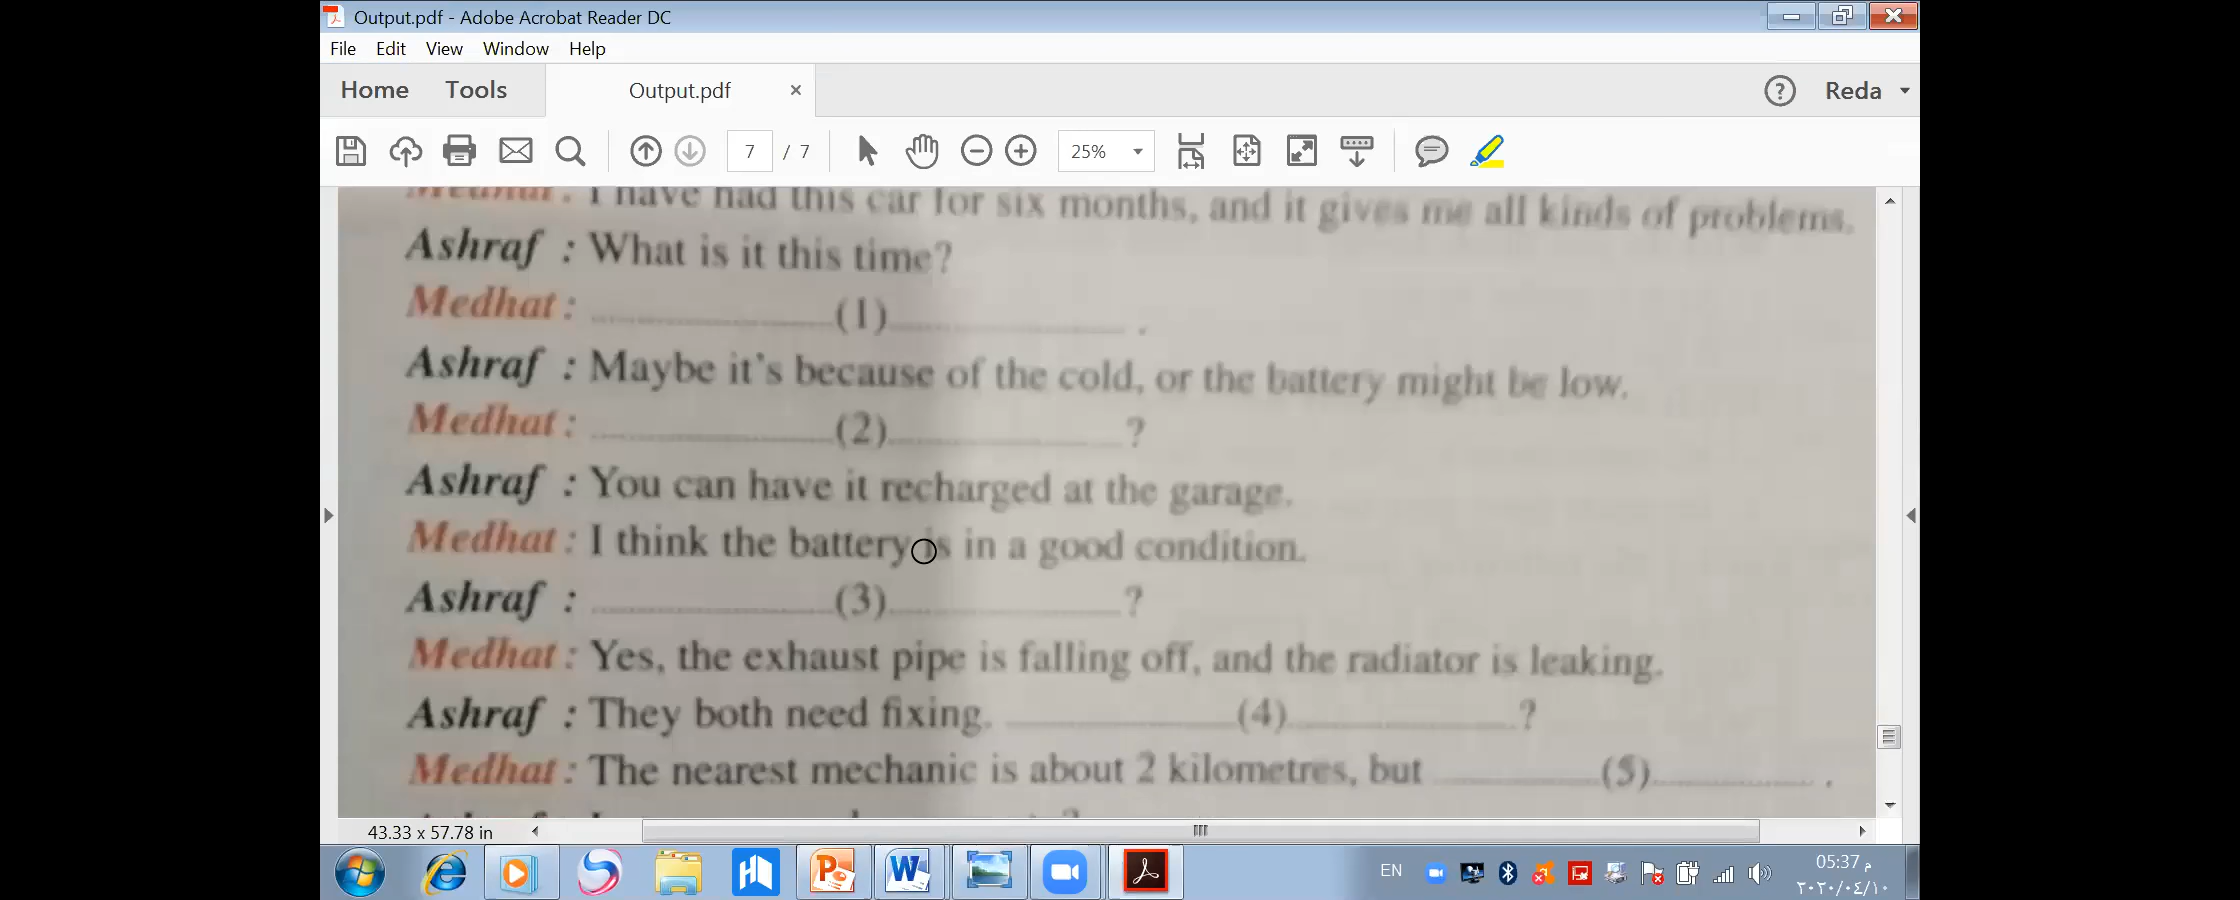 Output.pdf - Adobe Acrobat Reader DC
File Edit View Window Help
Home Tools Output.pdf × ? Reda
7 / 7 25%
Medhat : I have had this car for six months, and it gives me all kinds of problems.
Ashraf : What is it this time?
Medhat : ....................(1).................... .
Ashraf : Maybe it's because of the cold, or the battery might be low.
Medhat : ....................(2)....................?
Ashraf : You can have it recharged at the garage.
Medhat : I think the battery is in a good condition.
Ashraf : ....................(3)....................?
Medhat : Yes, the exhaust pipe is falling off, and the radiator is leaking.
Ashraf : They both need fixing. ....................(4)....................?
Medhat : The nearest mechanic is about 2 kilometres, but ...............(5)............... .
43.33 x 57.78 in
EN 05:37 م
٢٠٢٠/٠٤/١٠